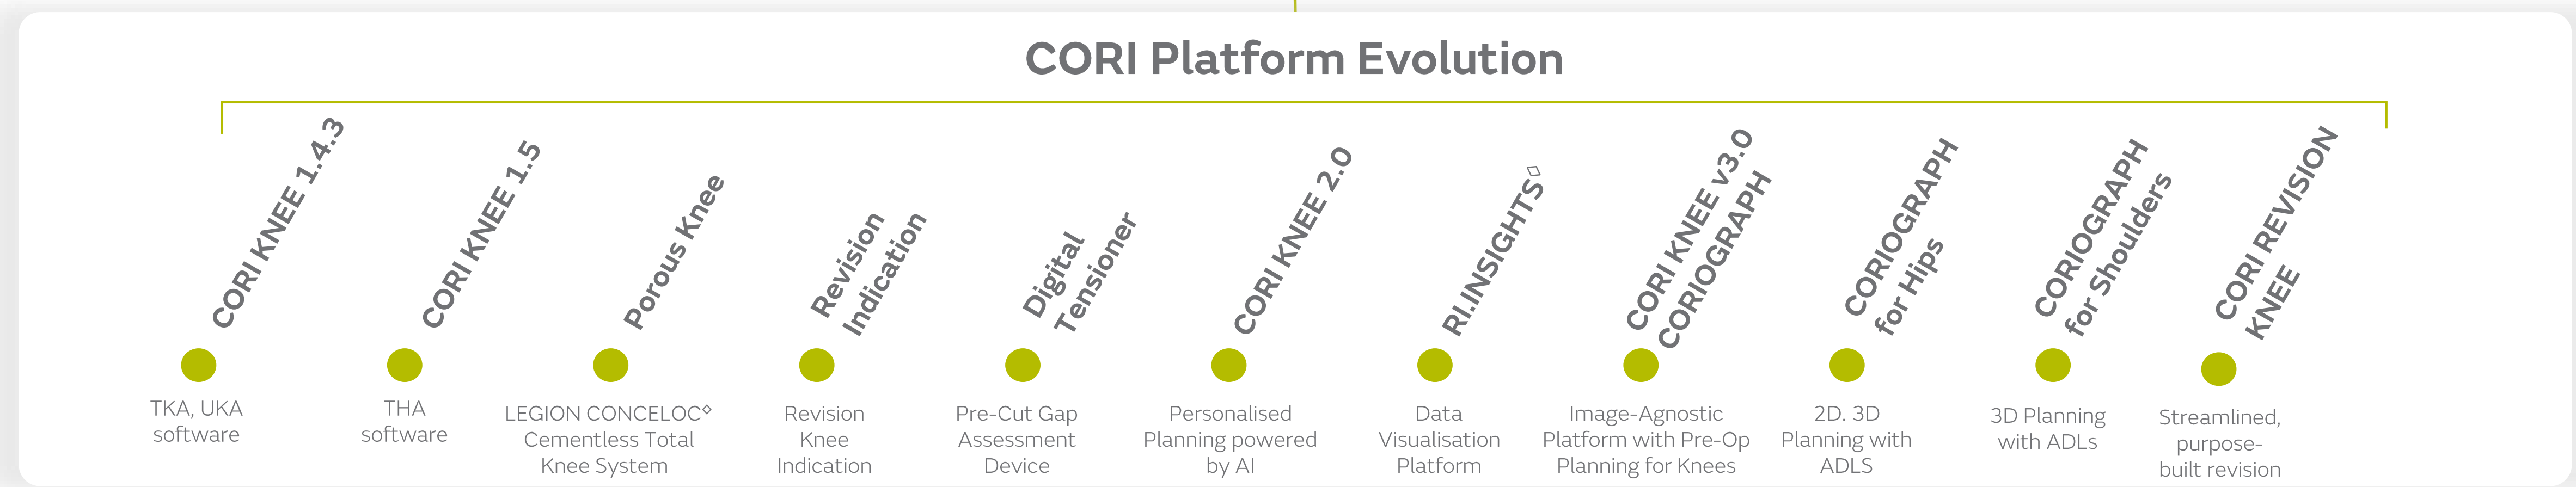 CORI Platform Evolution
CORI KNEE 1.4.3
TKA, UKA
software
CORI KNEE 1.5
THA
software
Porous Knee
LEGION CONCELOC◊
Cementless Total
Knee System
Revision
Indication
Revision
Knee
Indication
Digital
Tensioner
Pre-Cut Gap
Assessment
Device
CORI KNEE 2.0
Personalised
Planning powered
by AI
RI.INSIGHTS◊
Data
Visualisation
Platform
CORI KNEE v3.0
CORIOGRAPH
Image-Agnostic
Platform with Pre-Op
Planning for Knees
CORIOGRAPH
for Hips
2D. 3D
Planning with
ADLS
CORIOGRAPH
for Shoulders
3D Planning
with ADLs
CORI REVISION
KNEE
Streamlined,
purpose-
built revision